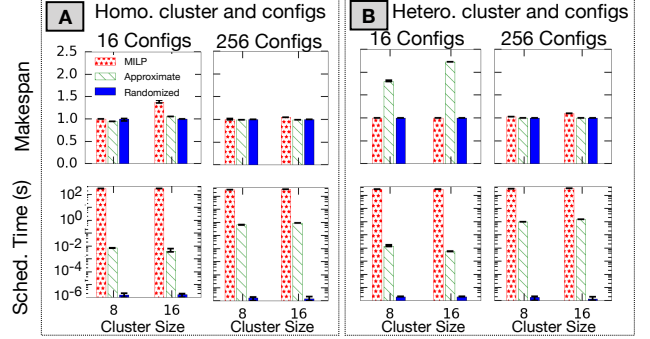 A Homo. cluster and configs
B Hetero. cluster and configs
16 Configs
256 Configs
16 Configs
256 Configs
Makespan
2.5
2.0
1.5
1.0
0.5
0.0
MILP
Approximate
Randomized
Sched. Time (s)
10^2
10^0
10^-2
10^-4
10^-6
8 16
8 16
8 16
8 16
Cluster Size
Cluster Size
Cluster Size
Cluster Size